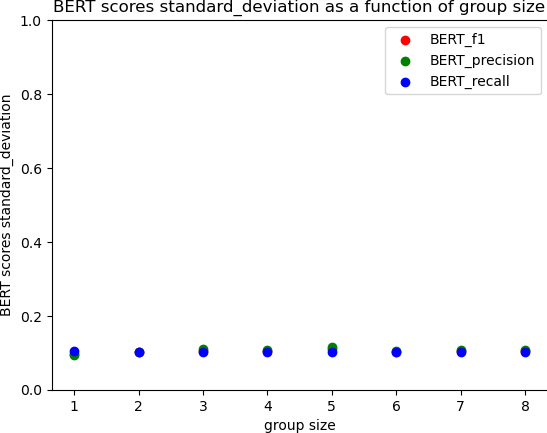 BERT scores standard_deviation as a function of group size
BERT scores standard_deviation
1.0
0.8
0.6
0.4
0.2
0.0
BERT_f1
BERT_precision
BERT_recall
1 2 3 4 5 6 7 8
group size